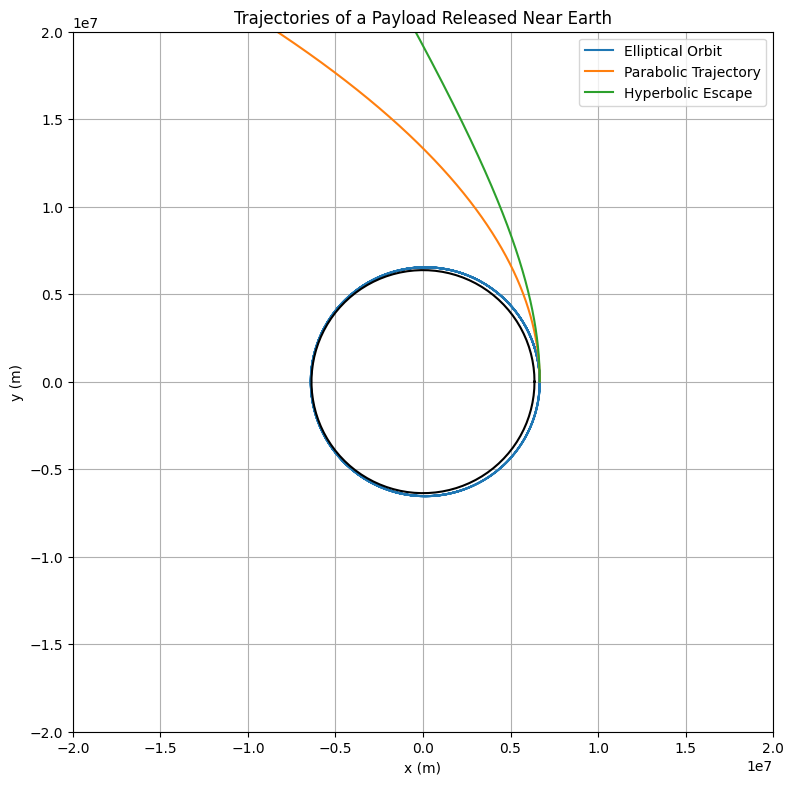 Trajectories of a Payload Released Near Earth
1e7
2.0
1.5
1.0
0.5
0.0
−0.5
−1.0
−1.5
−2.0
y (m)
Elliptical Orbit
Parabolic Trajectory
Hyperbolic Escape
−2.0 −1.5 −1.0 −0.5 0.0 0.5 1.0 1.5 2.0
1e7
x (m)